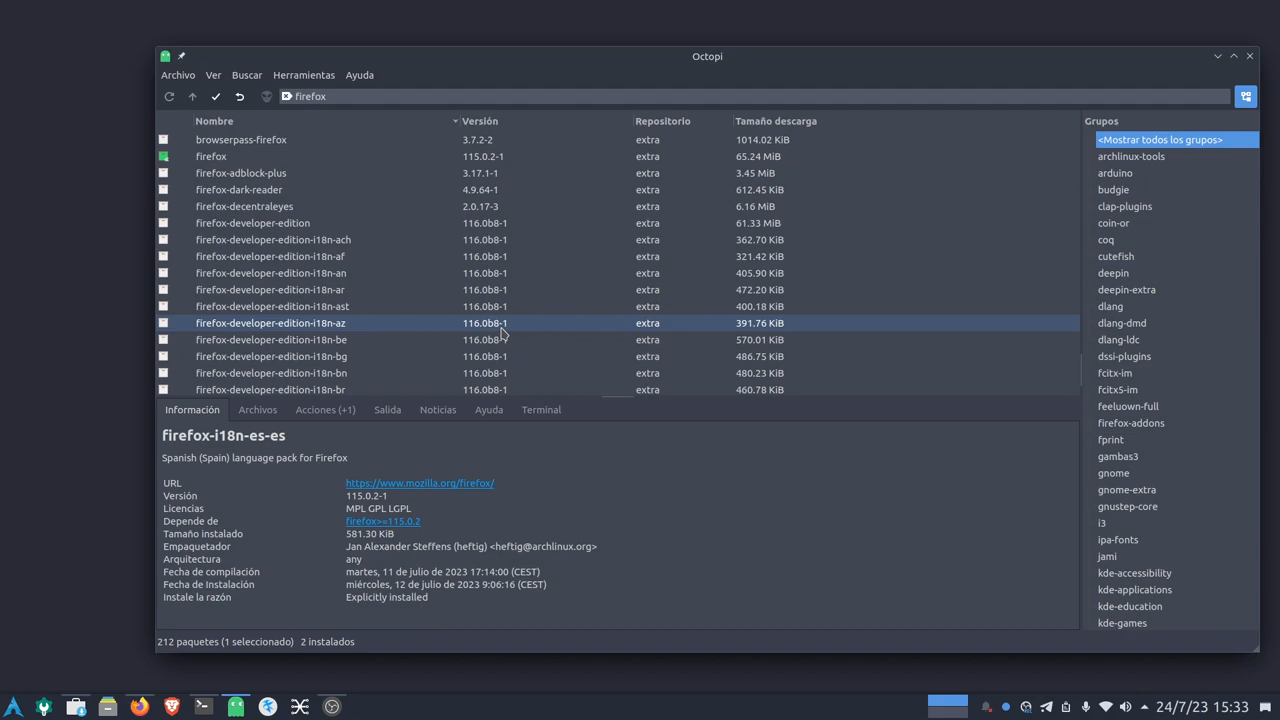 Octopi
Archivo Ver Buscar Herramientas Ayuda
firefox
Nombre Versión Repositorio Tamaño descarga
browserpass-firefox 3.7.2-2 extra 1014.02 KiB
firefox 115.0.2-1 extra 65.24 MiB
firefox-adblock-plus 3.17.1-1 extra 3.45 MiB
firefox-dark-reader 4.9.64-1 extra 612.45 KiB
firefox-decentraleyes 2.0.17-3 extra 6.16 MiB
firefox-developer-edition 116.0b8-1 extra 61.33 MiB
firefox-developer-edition-i18n-ach 116.0b8-1 extra 362.70 KiB
firefox-developer-edition-i18n-af 116.0b8-1 extra 321.42 KiB
firefox-developer-edition-i18n-an 116.0b8-1 extra 405.90 KiB
firefox-developer-edition-i18n-ar 116.0b8-1 extra 472.20 KiB
firefox-developer-edition-i18n-ast 116.0b8-1 extra 400.18 KiB
firefox-developer-edition-i18n-az 116.0b8-1 extra 391.76 KiB
firefox-developer-edition-i18n-be 116.0b8-1 extra 570.01 KiB
firefox-developer-edition-i18n-bg 116.0b8-1 extra 486.75 KiB
firefox-developer-edition-i18n-bn 116.0b8-1 extra 480.23 KiB
firefox-developer-edition-i18n-br 116.0b8-1 extra 460.78 KiB
Información Archivos Acciones (+1) Salida Noticias Ayuda Terminal
firefox-i18n-es-es
Spanish (Spain) language pack for Firefox
URL https://www.mozilla.org/firefox/
Versión 115.0.2-1
Licencias MPL GPL LGPL
Depende de firefox>=115.0.2
Tamaño instalado 581.30 KiB
Empaquetador Jan Alexander Steffens (heftig) <heftig@archlinux.org>
Arquitectura any
Fecha de compilación martes, 11 de julio de 2023 17:14:00 (CEST)
Fecha de Instalación miércoles, 12 de julio de 2023 9:06:16 (CEST)
Instale la razón Explicitly installed
212 paquetes (1 seleccionado) 2 instalados
Grupos
<Mostrar todos los grupos>
archlinux-tools
arduino
budgie
clap-plugins
coin-or
coq
cutefish
deepin
deepin-extra
dlang
dlang-dmd
dlang-ldc
dssi-plugins
fcitx-im
fcitx5-im
feeluown-full
firefox-addons
fprint
gambas3
gnome
gnome-extra
gnustep-core
i3
ipa-fonts
jami
kde-accessibility
kde-applications
kde-education
kde-games
24/7/23 15:33